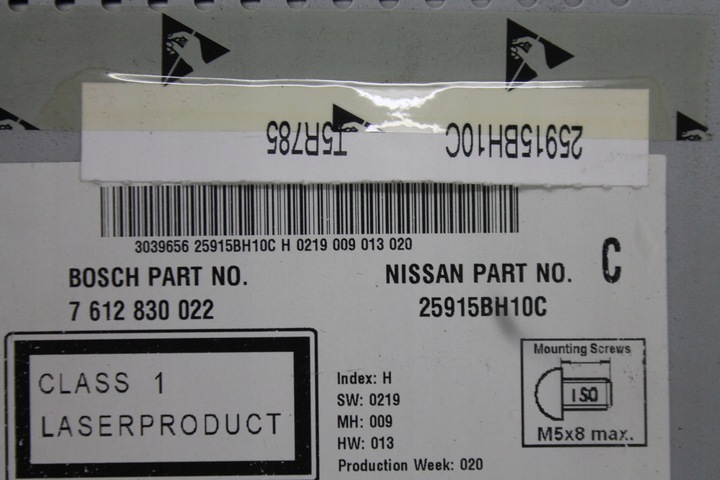 25915BH10C T5R785
3039656 25915BH10C H 0219 009 013 020
BOSCH PART NO.
7 612 830 022
NISSAN PART NO. C
25915BH10C
CLASS 1
LASERPRODUCT
Index: H
SW: 0219
MH: 009
HW: 013
Production Week: 020
Mounting Screws
ISO
M5x8 max.